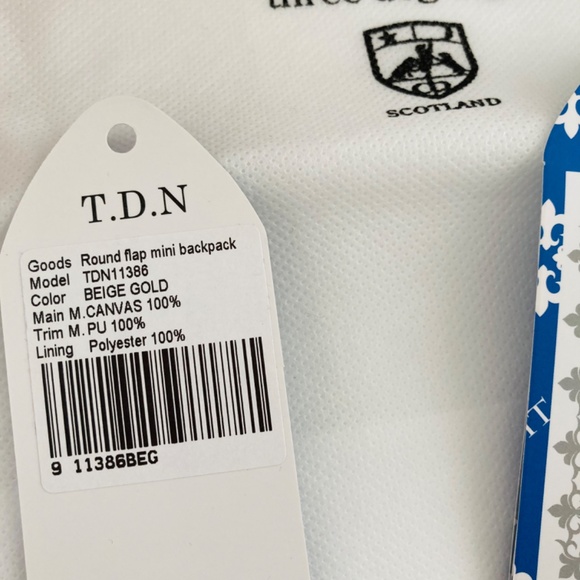 SCOTLAND
T.D.N
Goods Round flap mini backpack
Model TDN11386
Color BEIGE GOLD
Main M.CANVAS 100%
Trim M.PU 100%
Lining Polyester 100%
9 11386BEG